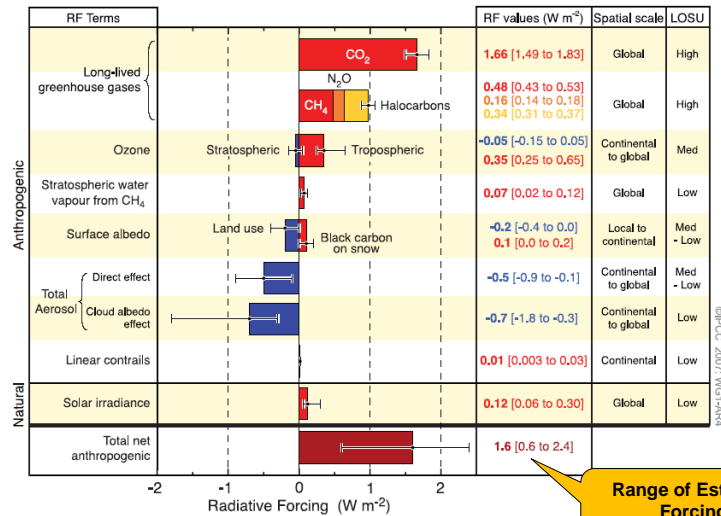 RF Terms
RF values (W m-2)
Spatial scale
LOSU
Anthropogenic
Long-lived
greenhouse gases
CO2
1.66 [1.49 to 1.83]
Global
High
N2O
CH4
Halocarbons
0.48 [0.43 to 0.53]
0.16 [0.14 to 0.18]
0.34 [0.31 to 0.37]
Global
High
Ozone
Stratospheric
Tropospheric
-0.05 [-0.15 to 0.05]
0.35 [0.25 to 0.65]
Continental
to global
Med
Stratospheric water
vapour from CH4
0.07 [0.02 to 0.12]
Global
Low
Surface albedo
Land use
Black carbon
on snow
-0.2 [-0.4 to 0.0]
0.1 [0.0 to 0.2]
Local to
continental
Med
- Low
Total
Aerosol
Direct effect
-0.5 [-0.9 to -0.1]
Continental
to global
Med
- Low
Cloud albedo
effect
-0.7 [-1.8 to -0.3]
Continental
to global
Low
Linear contrails
0.01 [0.003 to 0.03]
Continental
Low
Natural
Solar irradiance
0.12 [0.06 to 0.30]
Global
Low
Total net
anthropogenic
1.6 [0.6 to 2.4]
-2
-1
0
1
2
Radiative Forcing (W m-2)
©IPCC 2007: WG1-AR4
Range of Est
Forcing